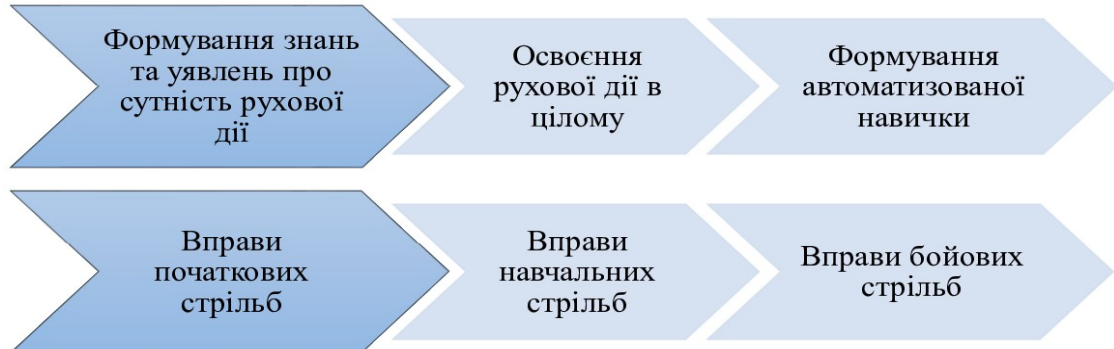 Формування знань
та уявлень про
сутність рухової
дії
Освоєння
рухової дії в
цілому
Формування
автоматизованої
навички
Вправи
початкових
стрільб
Вправи
навчальних
стрільб
Вправи бойових
стрільб